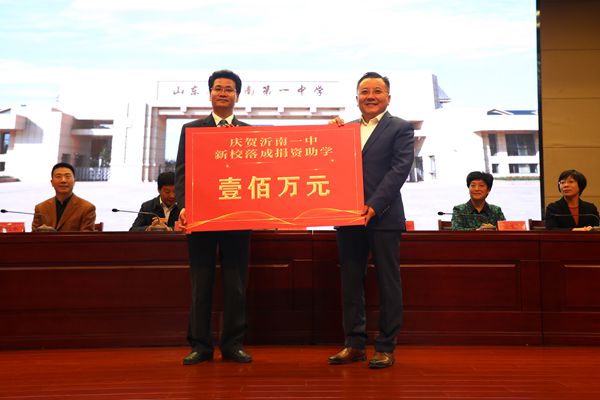 山东 南第一中学
庆贺沂南一中
新校落成捐资助学
壹佰万元